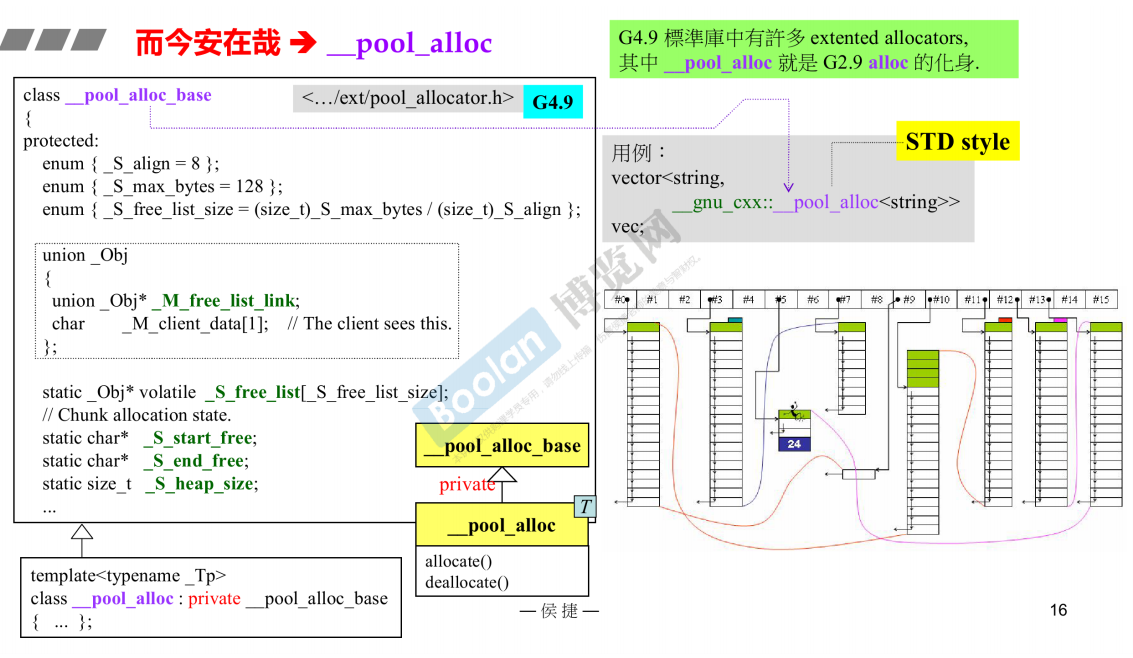 而今安在哉 ➔ __pool_alloc
G4.9 標準庫中有許多 extented allocators,
其中 __pool_alloc 就是 G2.9 alloc 的化身.
class __pool_alloc_base
<…/ext/pool_allocator.h>
G4.9
{
protected:
enum { _S_align = 8 };
enum { _S_max_bytes = 128 };
enum { _S_free_list_size = (size_t)_S_max_bytes / (size_t)_S_align };
union _Obj
{
union _Obj* _M_free_list_link;
char _M_client_data[1]; // The client sees this.
};
static _Obj* volatile _S_free_list[_S_free_list_size];
// Chunk allocation state.
static char* _S_start_free;
static char* _S_end_free;
static size_t _S_heap_size;
...
STD style
用例：
vector<string,
__gnu_cxx::__pool_alloc<string>>
vec;
#0 #1 #2 #3 #4 #5 #6 #7 #8 #9 #10 #11 #12 #13 #14 #15
24
Boolan 博览网
__pool_alloc_base
private
T
__pool_alloc
allocate()
deallocate()
template<typename _Tp>
class __pool_alloc : private __pool_alloc_base
{ ... };
— 侯捷 —
16